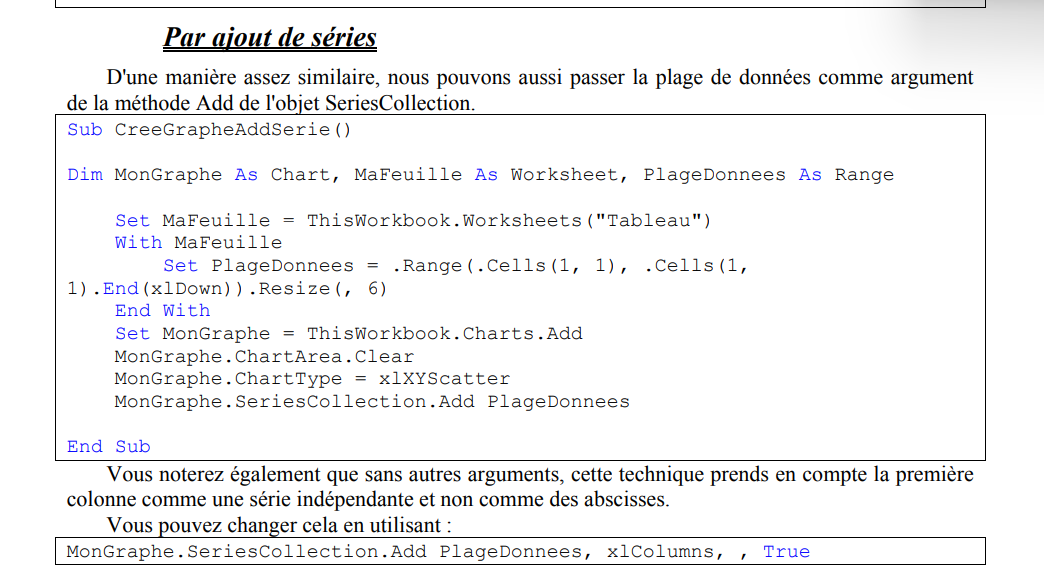 Par ajout de séries
D'une manière assez similaire, nous pouvons aussi passer la plage de données comme argument
de la méthode Add de l'objet SeriesCollection.
Sub CreeGrapheAddSerie()
Dim MonGraphe As Chart, MaFeuille As Worksheet, PlageDonnees As Range
Set MaFeuille = ThisWorkbook.Worksheets("Tableau")
With MaFeuille
Set PlageDonnees = .Range(.Cells(1, 1), .Cells(1,
1).End(xlDown)).Resize(, 6)
End With
Set MonGraphe = ThisWorkbook.Charts.Add
MonGraphe.ChartArea.Clear
MonGraphe.ChartType = xlXYScatter
MonGraphe.SeriesCollection.Add PlageDonnees
End Sub
Vous noterez également que sans autres arguments, cette technique prends en compte la première
colonne comme une série indépendante et non comme des abscisses.
Vous pouvez changer cela en utilisant :
MonGraphe.SeriesCollection.Add PlageDonnees, xlColumns, , True